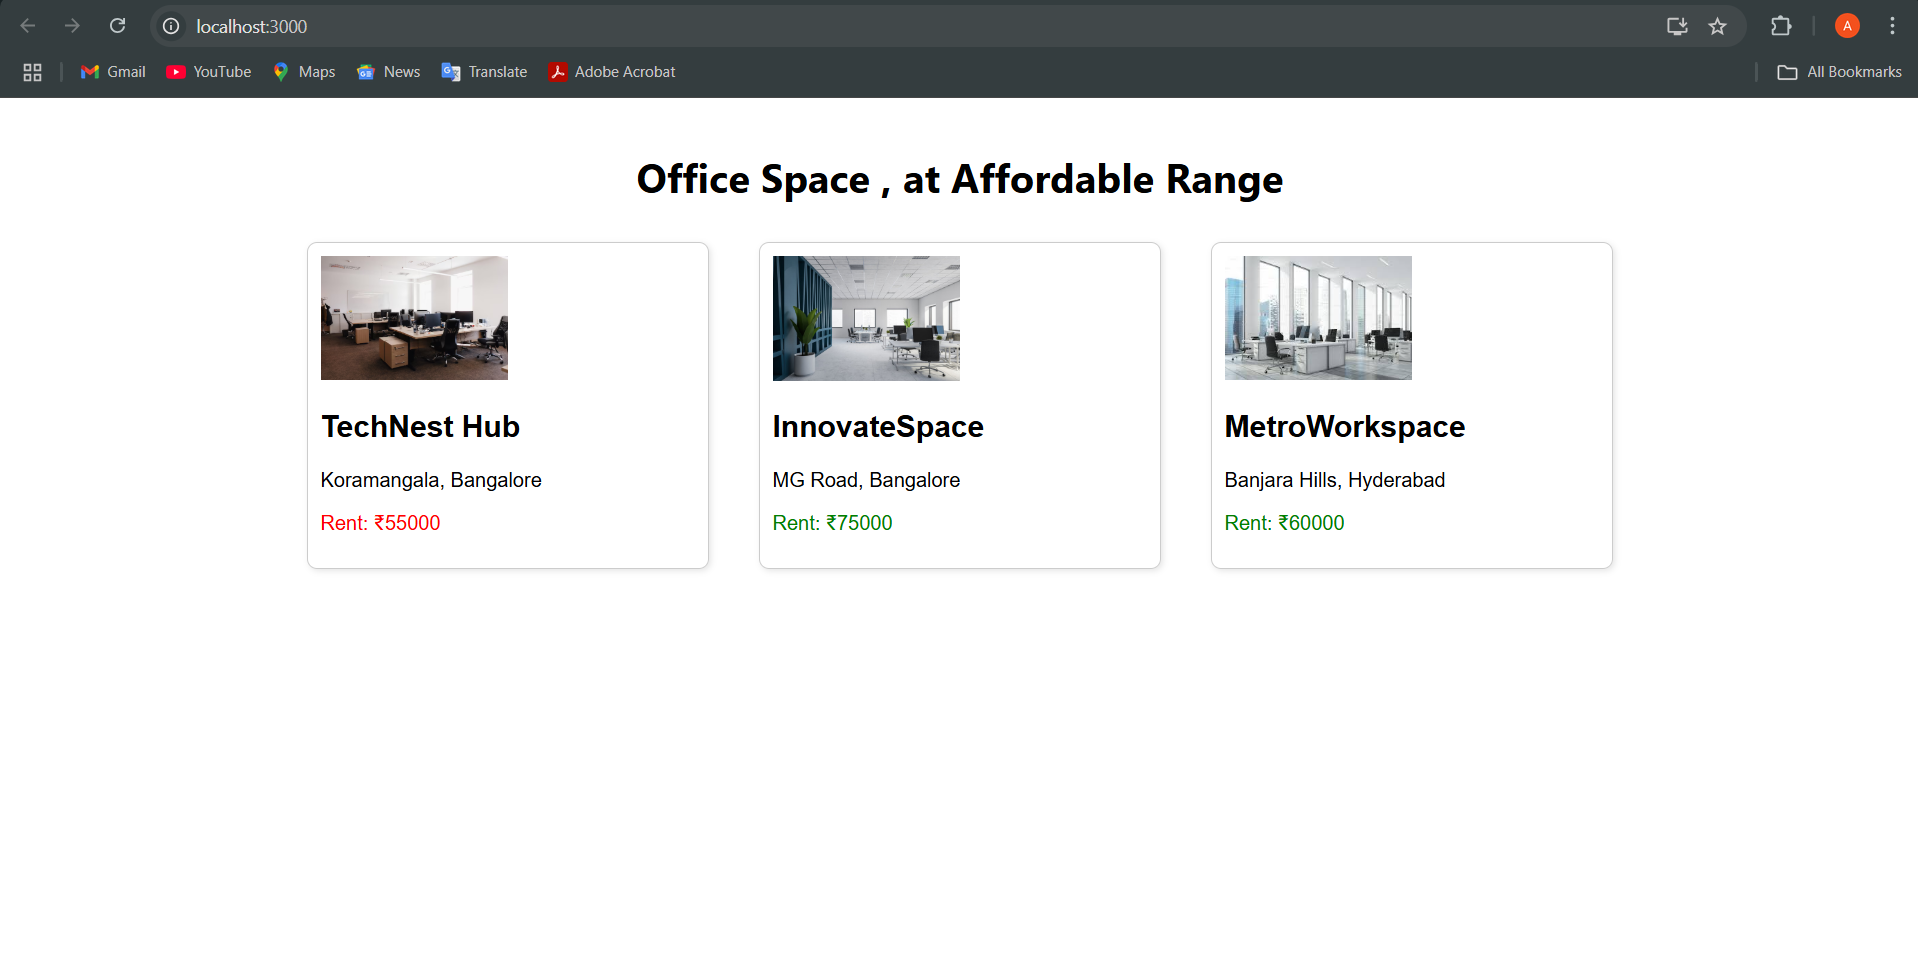 localhost:3000
A
Gmail YouTube Maps News Translate Adobe Acrobat All Bookmarks
Office Space , at Affordable Range
TechNest Hub
Koramangala, Bangalore
Rent: ₹55000
InnovateSpace
MG Road, Bangalore
Rent: ₹75000
MetroWorkspace
Banjara Hills, Hyderabad
Rent: ₹60000